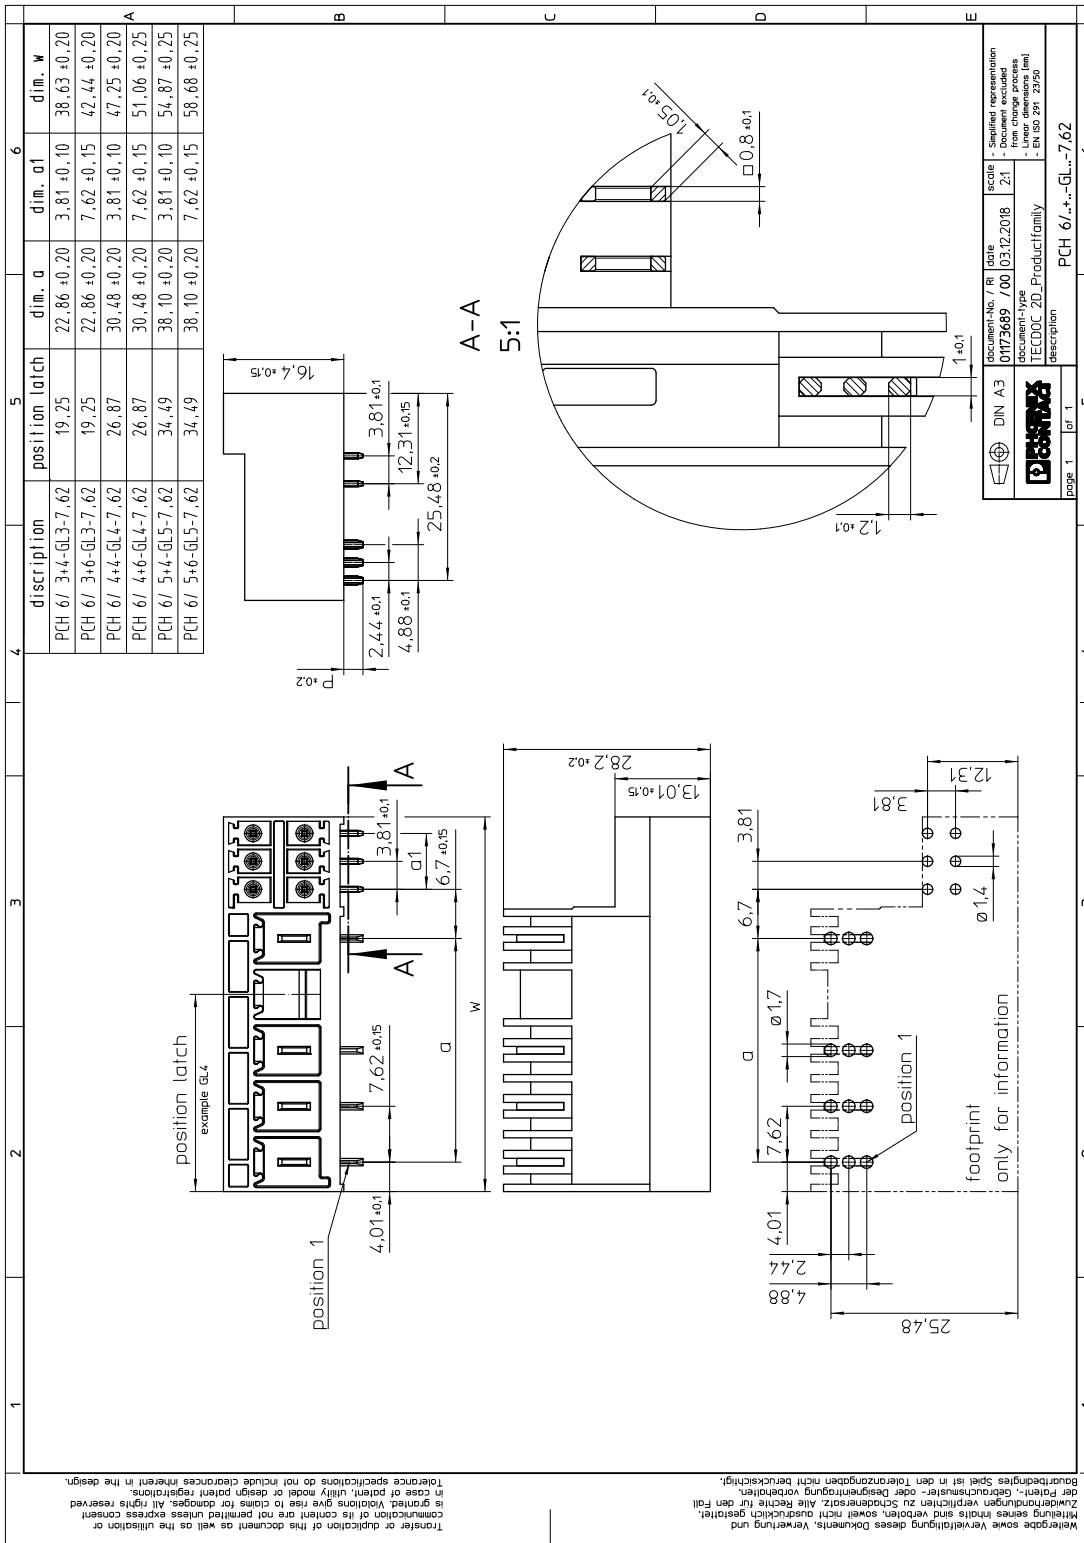 discription position latch dim. a dim. a1 dim. w
PCH 6/ 3+4-GL3-7,62 19,25 22,86 ±0,20 3,81 ±0,10 38,63 ±0,20
PCH 6/ 3+6-GL3-7,62 19,25 22,86 ±0,20 7,62 ±0,15 42,44 ±0,20
PCH 6/ 4+4-GL4-7,62 26,87 30,48 ±0,20 3,81 ±0,10 47,25 ±0,20
PCH 6/ 4+6-GL4-7,62 26,87 30,48 ±0,20 7,62 ±0,15 51,06 ±0,25
PCH 6/ 5+4-GL5-7,62 34,49 38,10 ±0,20 3,81 ±0,10 54,87 ±0,25
PCH 6/ 5+6-GL5-7,62 34,49 38,10 ±0,20 7,62 ±0,15 58,68 ±0,25
A
B
C
D
E
1
2
3
4
5
6
16,4 ±0,15
3,81 ±0,1
12,31 ±0,15
25,48 ±0,2
2,44 ±0,1
4,88 ±0,1
P ±0,2
A-A
5:1
1,05 ±0,1
□0,8 ±0,1
1 ±0,1
1,2 ±0,1
position latch
example GL4
position 1
4,01 ±0,1
7,62 ±0,15
a
w
6,7 ±0,15
a1
3,81 ±0,1
A
A
28,2 ±0,2
13,01 ±0,15
3,81
6,7
a
ø1,7
7,62
4,01
2,44
4,88
25,48
position 1
footprint
only for information
ø1,4
3,81
12,31
DIN A3
PHOENIX
CONTACT
page 1 of 1
document-No. / RI
01173689 / 00
date
03.12.2018
scale
2:1
- Simplified representation
- Document excluded
from change process
- Linear dimensions [mm]
- EN ISO 291 23/50
document-type
TECDOC 2D_Productfamily
description
PCH 6/..+..-GL..-7,62
Transfer or duplication of this document as well as the utilisation or
communication of its content are not permitted unless express consent
is granted. Violations give rise to claims for damages. All rights reserved
in case of patent, utility model or design patent registrations.
Tolerance specifications do not include clearances inherent in the design.
Weitergabe sowie Vervielfältigung dieses Dokuments, Verwertung und
Mitteilung seines Inhalts sind verboten, soweit nicht ausdrücklich gestattet.
Zuwiderhandlungen verpflichten zu Schadenersatz. Alle Rechte für den Fall
der Patent-, Gebrauchsmuster- oder Designeintragung vorbehalten.
Bauartbedingtes Spiel ist in den Toleranzangaben nicht berücksichtigt.